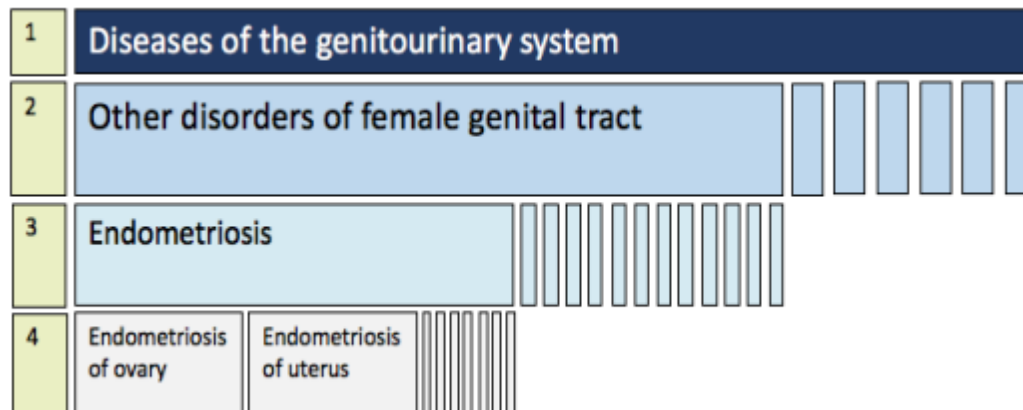 1
Diseases of the genitourinary system
2
Other disorders of female genital tract
3
Endometriosis
4
Endometriosis
of ovary
Endometriosis
of uterus